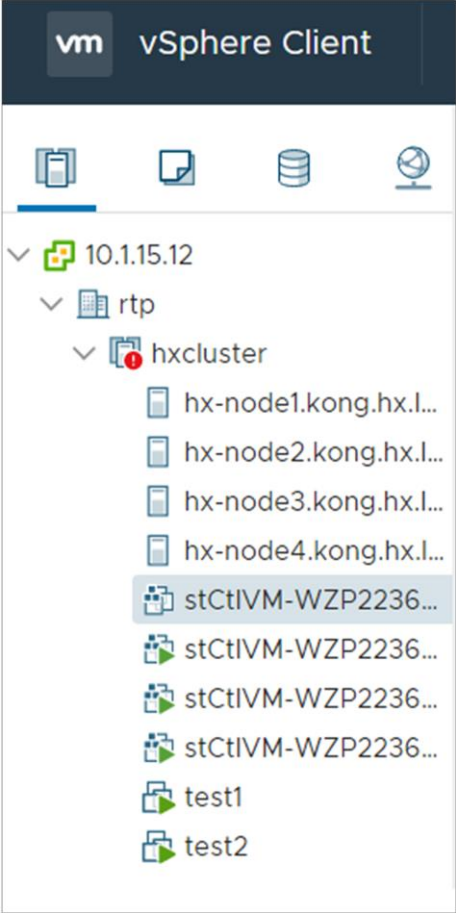 vm vSphere Client
10.1.15.12
rtp
hxcluster
hx-node1.kong.hx.l...
hx-node2.kong.hx.l...
hx-node3.kong.hx.l...
hx-node4.kong.hx.l...
stCtlVM-WZP2236...
stCtlVM-WZP2236...
stCtlVM-WZP2236...
stCtlVM-WZP2236...
test1
test2